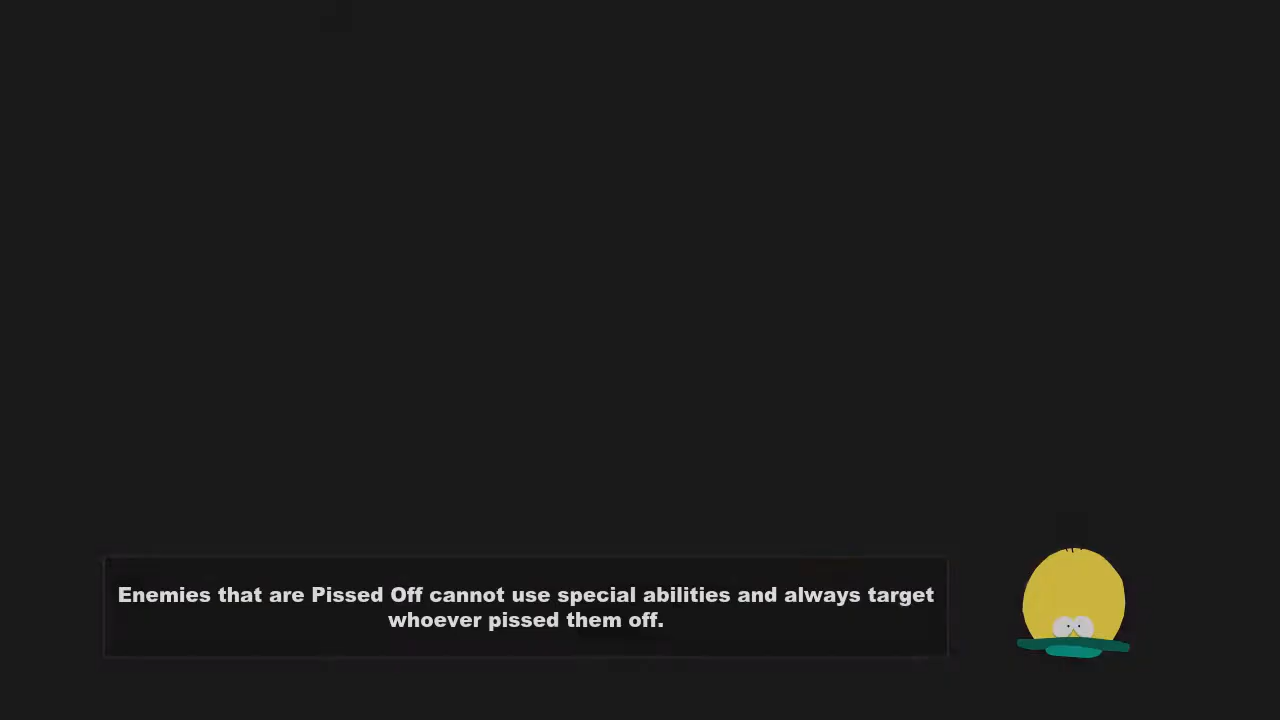 Enemies that are Pissed Off cannot use special abilities and always target
whoever pissed them off.